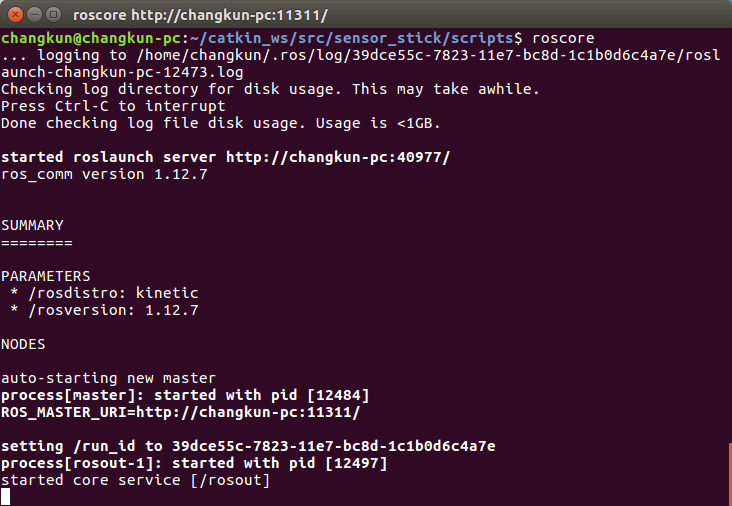 roscore http://changkun-pc:11311/
changkun@changkun-pc:~/catkin_ws/src/sensor_stick/scripts$ roscore
... logging to /home/changkun/.ros/log/39dce55c-7823-11e7-bc8d-1c1b0d6c4a7e/rosl
aunch-changkun-pc-12473.log
Checking log directory for disk usage. This may take awhile.
Press Ctrl-C to interrupt
Done checking log file disk usage. Usage is <1GB.

started roslaunch server http://changkun-pc:40977/
ros_comm version 1.12.7


SUMMARY
========

PARAMETERS
 * /rosdistro: kinetic
 * /rosversion: 1.12.7

NODES

auto-starting new master
process[master]: started with pid [12484]
ROS_MASTER_URI=http://changkun-pc:11311/

setting /run_id to 39dce55c-7823-11e7-bc8d-1c1b0d6c4a7e
process[rosout-1]: started with pid [12497]
started core service [/rosout]